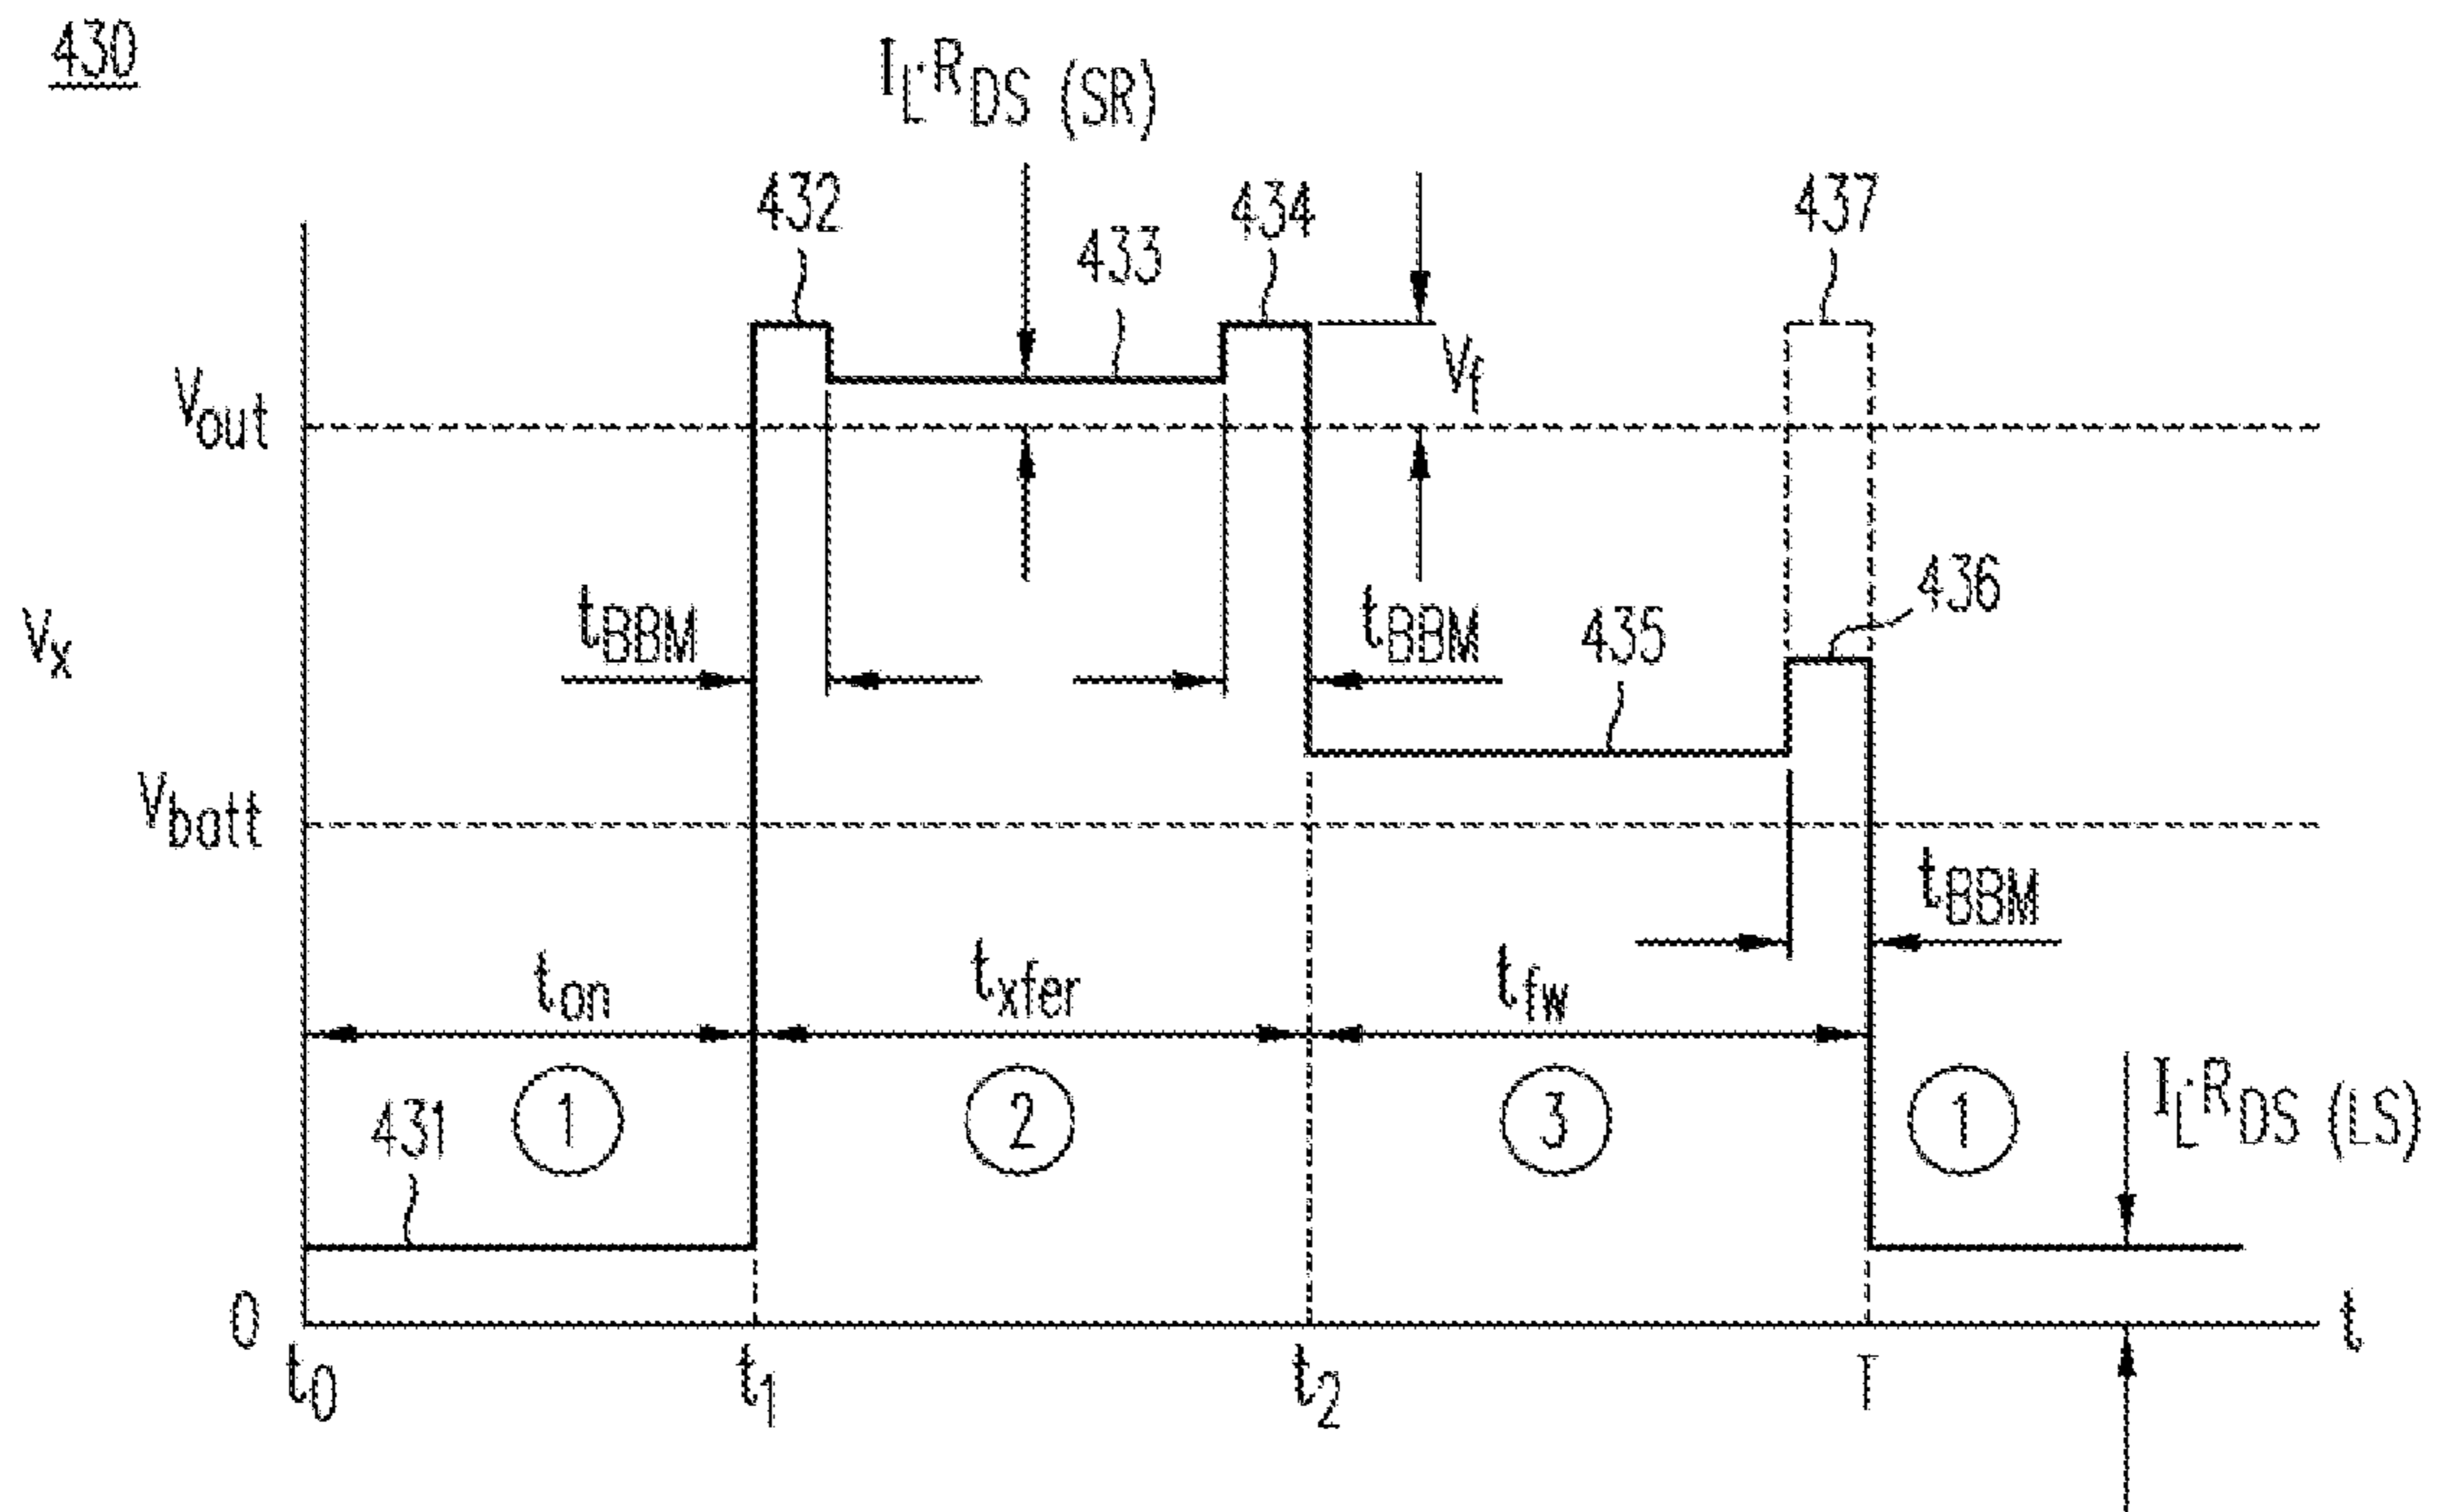 430
I_L·R_DS (SR)
432
433
434
437
V_out
V_f
V_x
t_BBM
t_BBM
435
436
V_batt
t_BBM
t_on
t_xfer
t_fw
431
1
2
3
1
I_L·R_DS (LS)
0
t_0
t_1
t_2
T
t